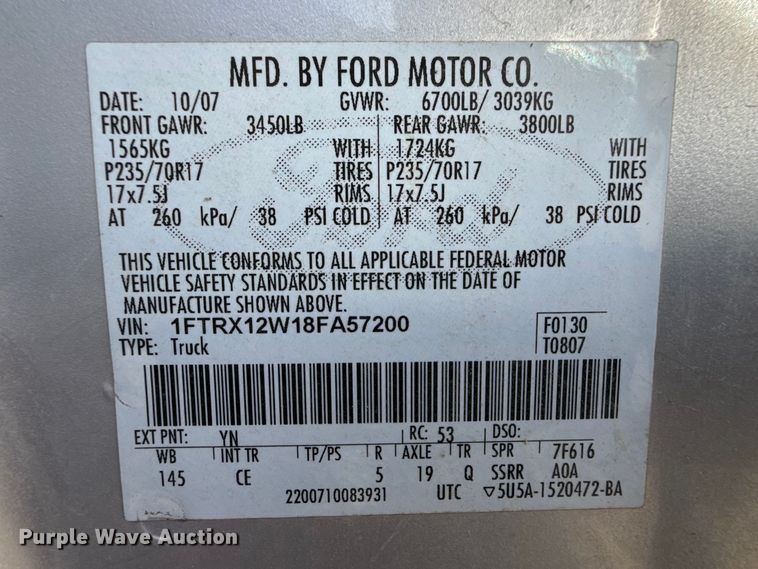 MFD. BY FORD MOTOR CO.
DATE: 10/07 GVWR: 6700LB/ 3039KG
FRONT GAWR: 3450LB REAR GAWR: 3800LB
1565KG WITH 1724KG WITH
P235/70R17 TIRES P235/70R17 TIRES
17x7.5J RIMS 17x7.5J RIMS
AT 260 kPa/ 38 PSI COLD AT 260 kPa/ 38 PSI COLD
THIS VEHICLE CONFORMS TO ALL APPLICABLE FEDERAL MOTOR
VEHICLE SAFETY STANDARDS IN EFFECT ON THE DATE OF
MANUFACTURE SHOWN ABOVE.
VIN: 1FTRX12W18FA57200 F0130
TYPE: Truck T0807
EXT PNT: YN RC: 53 DSO:
WB INT TR TP/PS R AXLE TR SPR 7F616
145 CE 5 19 Q SSRR A0A
2200710083931 UTC ▽5U5A-1520472-BA
Purple Wave Auction